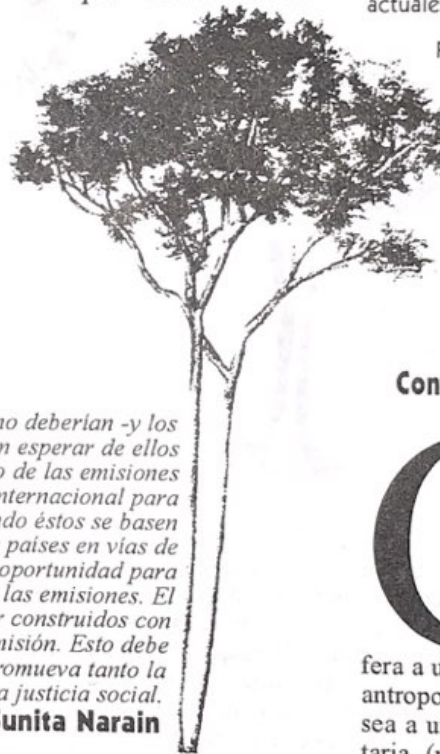 actuale
Con
no deberían -y los
n esperar de ellos
o de las emisiones
nternacional para
ndo éstos se basen
países en vías de
oportunidad para
las emisiones. El
r construidos con
misión. Esto debe
romueva tanto la
a justicia social.
Sunita Narain
fera a u
antropo
sea a u
taria (